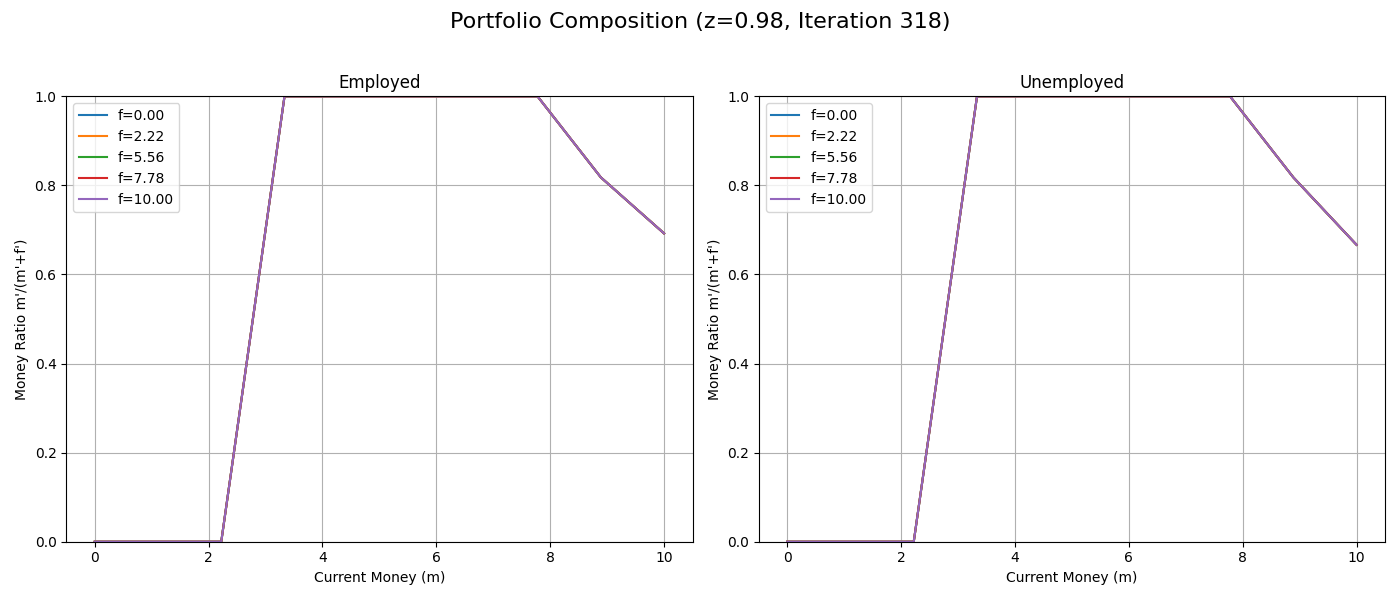 Portfolio Composition (z=0.98, Iteration 318)
Employed
1.0
0.8
0.6
0.4
0.2
0.0
Money Ratio m'/(m'+f')
f=0.00
f=2.22
f=5.56
f=7.78
f=10.00
0 2 4 6 8 10
Current Money (m)
Unemployed
1.0
0.8
0.6
0.4
0.2
0.0
Money Ratio m'/(m'+f')
f=0.00
f=2.22
f=5.56
f=7.78
f=10.00
0 2 4 6 8 10
Current Money (m)